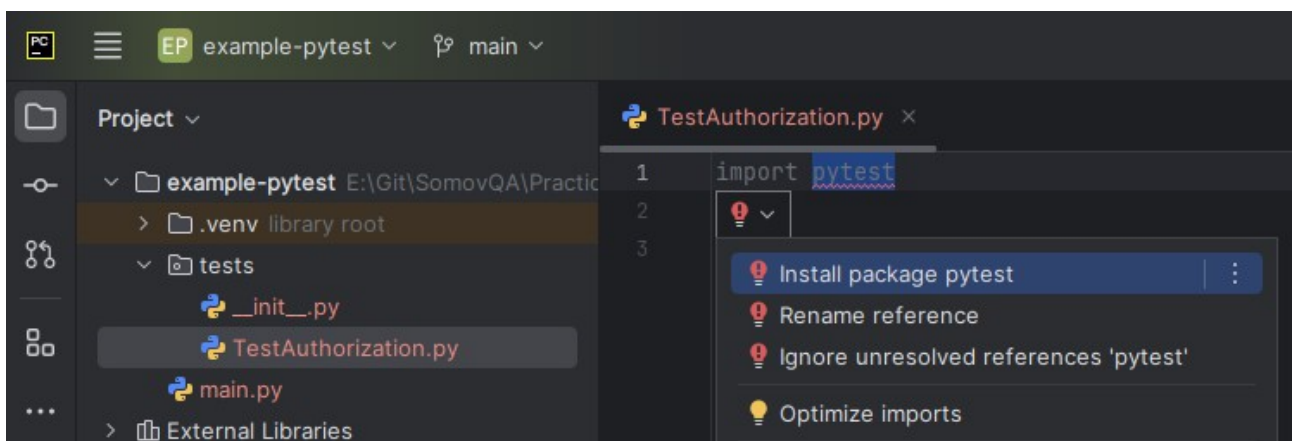 PC
EP example-pytest main
Project
TestAuthorization.py
example-pytest E:\Git\SomovQA\Practic
.venv library root
tests
__init__.py
TestAuthorization.py
main.py
External Libraries
1 import pytest
2
3
Install package pytest
Rename reference
Ignore unresolved references 'pytest'
Optimize imports